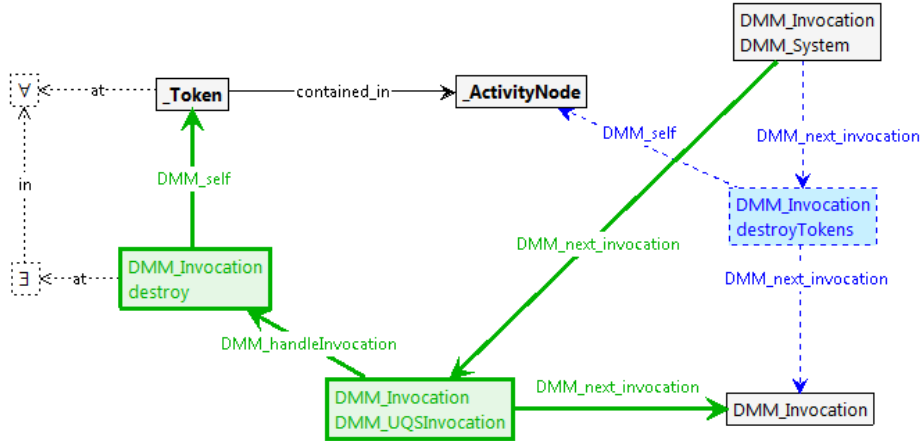 DMM_Invocation
DMM_System
∀
at
_Token
contained_in
_ActivityNode
DMM_self
DMM_next_invocation
in
DMM_self
DMM_Invocation
destroyTokens
DMM_next_invocation
∃
at
DMM_Invocation
destroy
DMM_next_invocation
DMM_handleInvocation
DMM_Invocation
DMM_UQSInvocation
DMM_next_invocation
DMM_Invocation